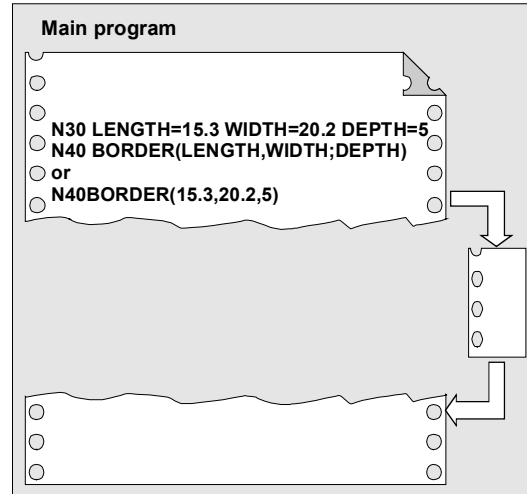 Main program
N30 LENGTH=15.3 WIDTH=20.2 DEPTH=5
N40 BORDER(LENGTH,WIDTH;DEPTH)
or
N40BORDER(15.3,20.2,5)